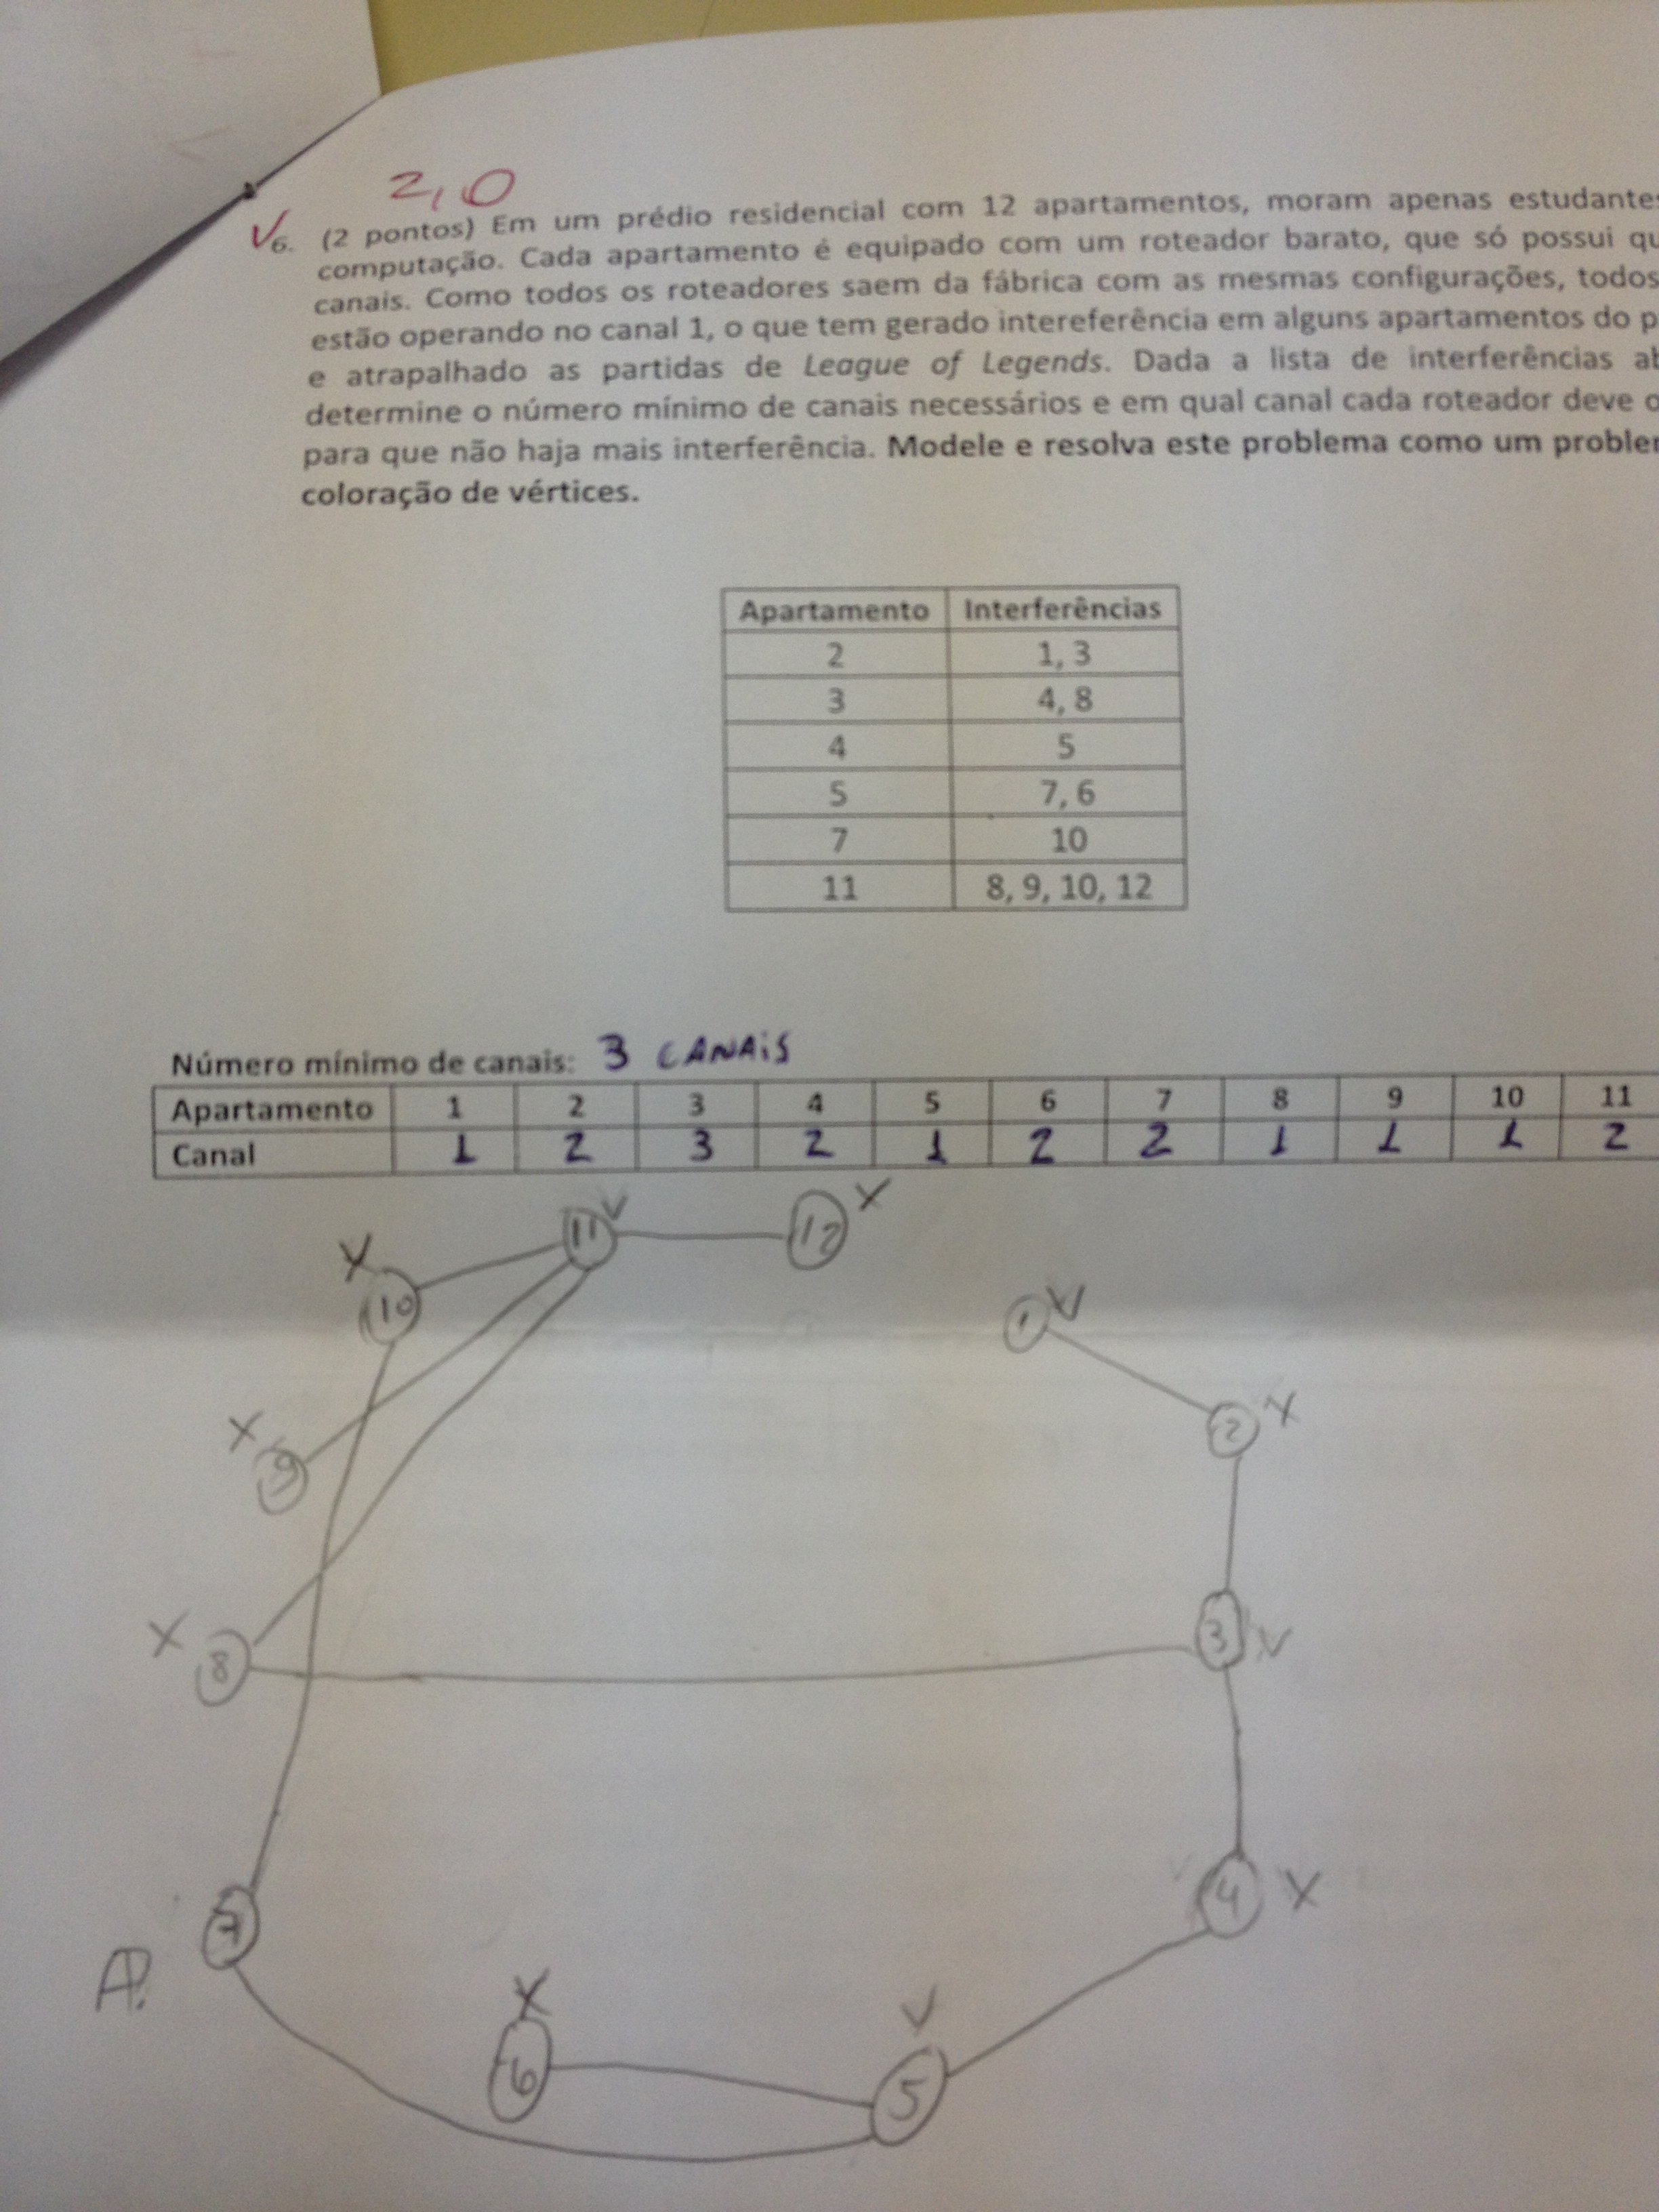 2,0
6. (2 pontos) Em um prédio residencial com 12 apartamentos, moram apenas estudantes
computação. Cada apartamento é equipado com um roteador barato, que só possui qu
canais. Como todos os roteadores saem da fábrica com as mesmas configurações, todos
estão operando no canal 1, o que tem gerado intereferência em alguns apartamentos do p
e atrapalhado as partidas de League of Legends. Dada a lista de interferências ab
determine o número mínimo de canais necessários e em qual canal cada roteador deve o
para que não haja mais interferência. Modele e resolva este problema como um problem
coloração de vértices.
Apartamento Interferências
2 1, 3
3 4, 8
4 5
5 7, 6
7 10
11 8, 9, 10, 12
Número mínimo de canais: 3 CANAIS
Apartamento 1 2 3 4 5 6 7 8 9 10 11
Canal 1 2 3 2 1 2 2 1 1 1 2
X 11 V 12 X
10
1 V
X 9
2 X
X 8
3 V
7
4 X
X
V
6
5